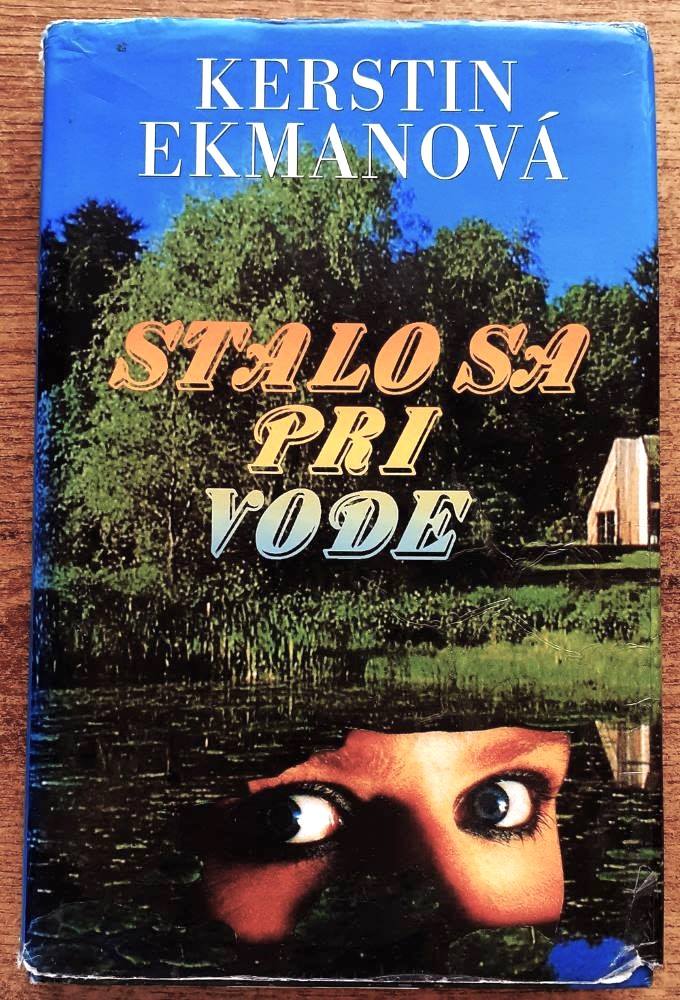 KERSTIN
EKMANOVÁ
STALO SA
PRI
VODE